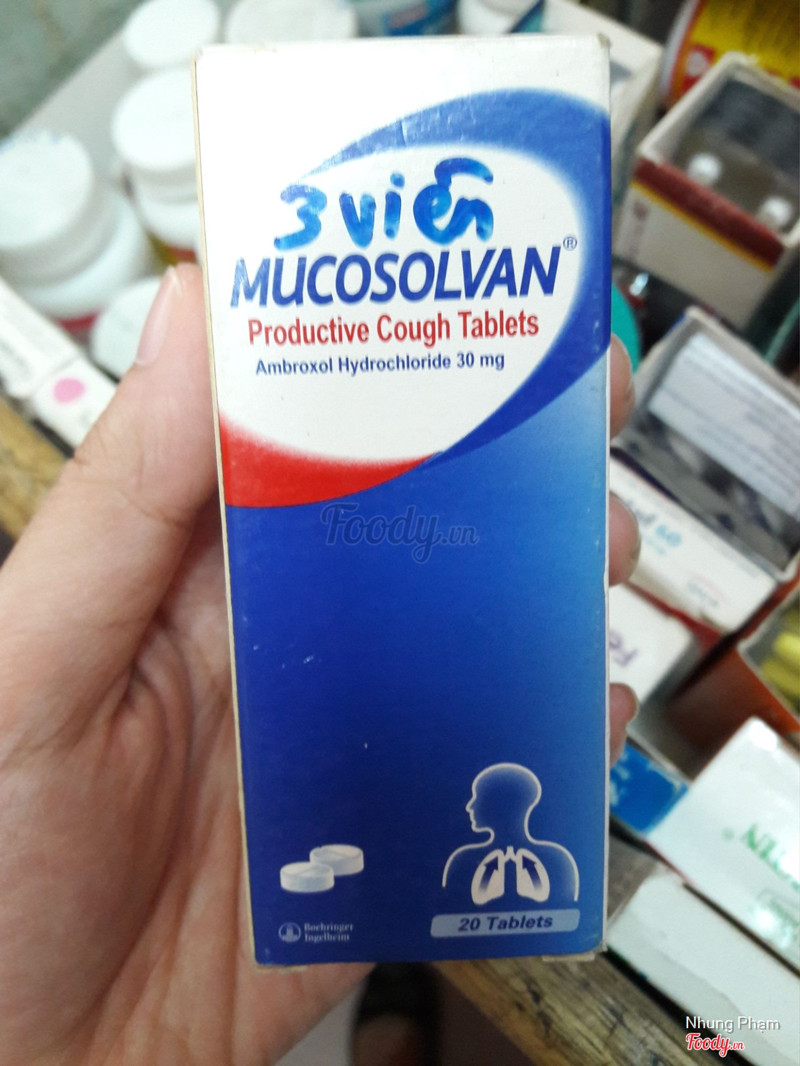 3 viên
MUCOSOLVAN®
Productive Cough Tablets
Ambroxol Hydrochloride 30 mg
Foody.vn
20 Tablets
Boehringer
Ingelheim
Nhung Phạm
Foody.vn